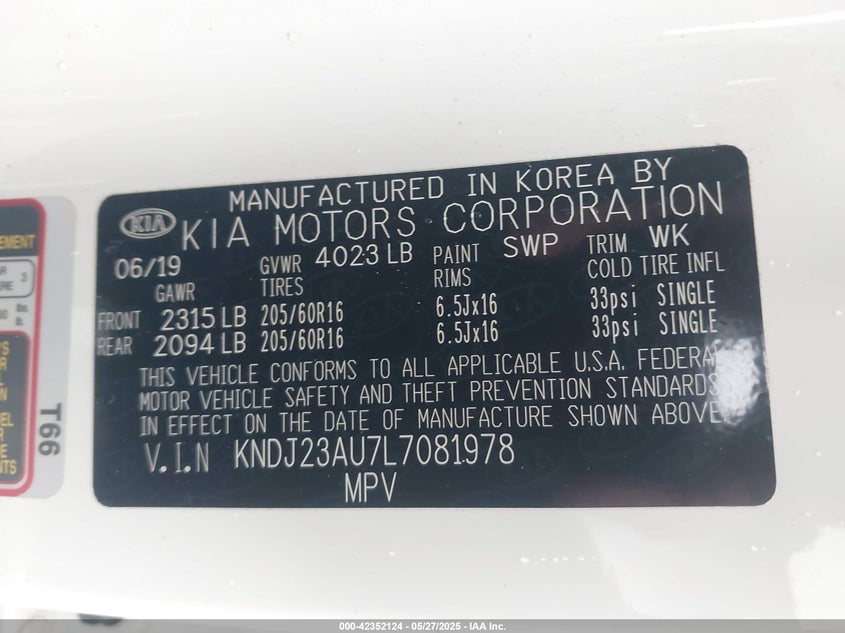 MANUFACTURED IN KOREA BY
KIA KIA MOTORS CORPORATION
06/19 GVWR 4023 LB PAINT SWP TRIM WK
GAWR TIRES RIMS COLD TIRE INFL
FRONT 2315 LB 205/60R16 6.5Jx16 33psi SINGLE
REAR 2094 LB 205/60R16 6.5Jx16 33psi SINGLE
THIS VEHICLE CONFORMS TO ALL APPLICABLE U.S.A. FEDERAL
MOTOR VEHICLE SAFETY AND THEFT PREVENTION STANDARDS
IN EFFECT ON THE DATE OF MANUFACTURE SHOWN ABOVE.
V.I.N KNDJ23AU7L7081978
MPV
3
lbs.
T66
000-42352124 - 05/27/2025 - IAA Inc.